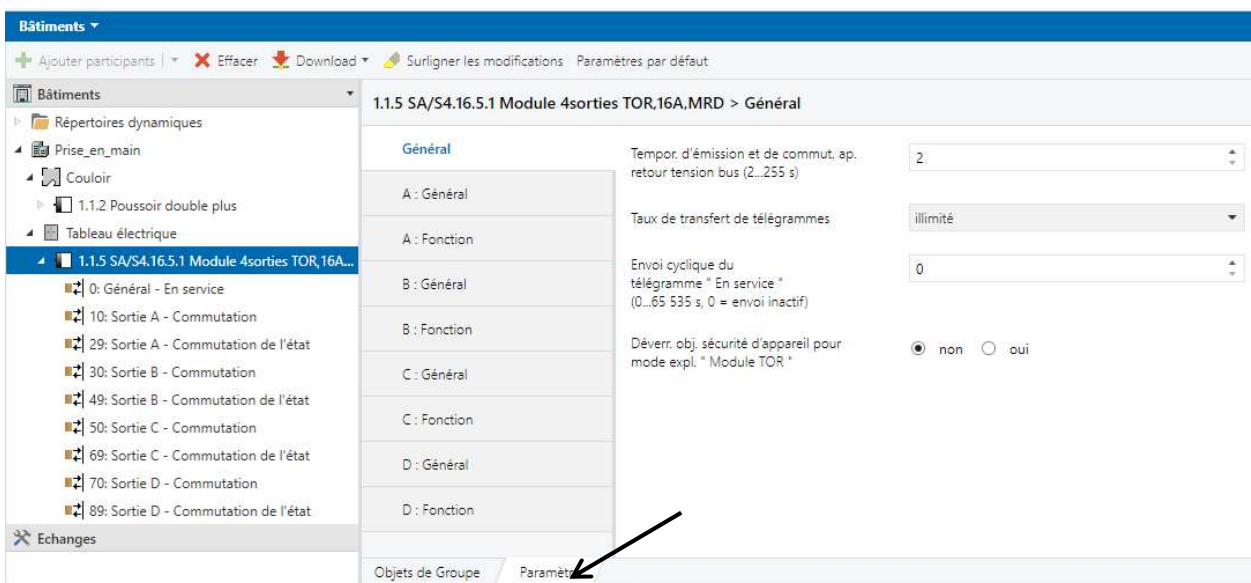 Bâtiments
Ajouter participants Effacer Download Surligner les modifications Paramètres par défaut
Bâtiments
Répertoires dynamiques
Prise_en_main
Couloir
1.1.2 Poussoir double plus
Tableau électrique
1.1.5 SA/S4.16.5.1 Module 4sorties TOR,16A...
0: Général - En service
10: Sortie A - Commutation
29: Sortie A - Commutation de l'état
30: Sortie B - Commutation
49: Sortie B - Commutation de l'état
50: Sortie C - Commutation
69: Sortie C - Commutation de l'état
70: Sortie D - Commutation
89: Sortie D - Commutation de l'état
Echanges
1.1.5 SA/S4.16.5.1 Module 4sorties TOR,16A,MRD > Général
Général
A : Général
A : Fonction
B : Général
B : Fonction
C : Général
C : Fonction
D : Général
D : Fonction
Tempor. d'émission et de commut. ap.
retour tension bus (2...255 s)
2
Taux de transfert de télégrammes
illimité
Envoi cyclique du
télégramme " En service "
(0...65 535 s, 0 = envoi inactif)
0
Déverr. obj. sécurité d'appareil pour
mode expl. " Module TOR "
non oui
Objets de Groupe